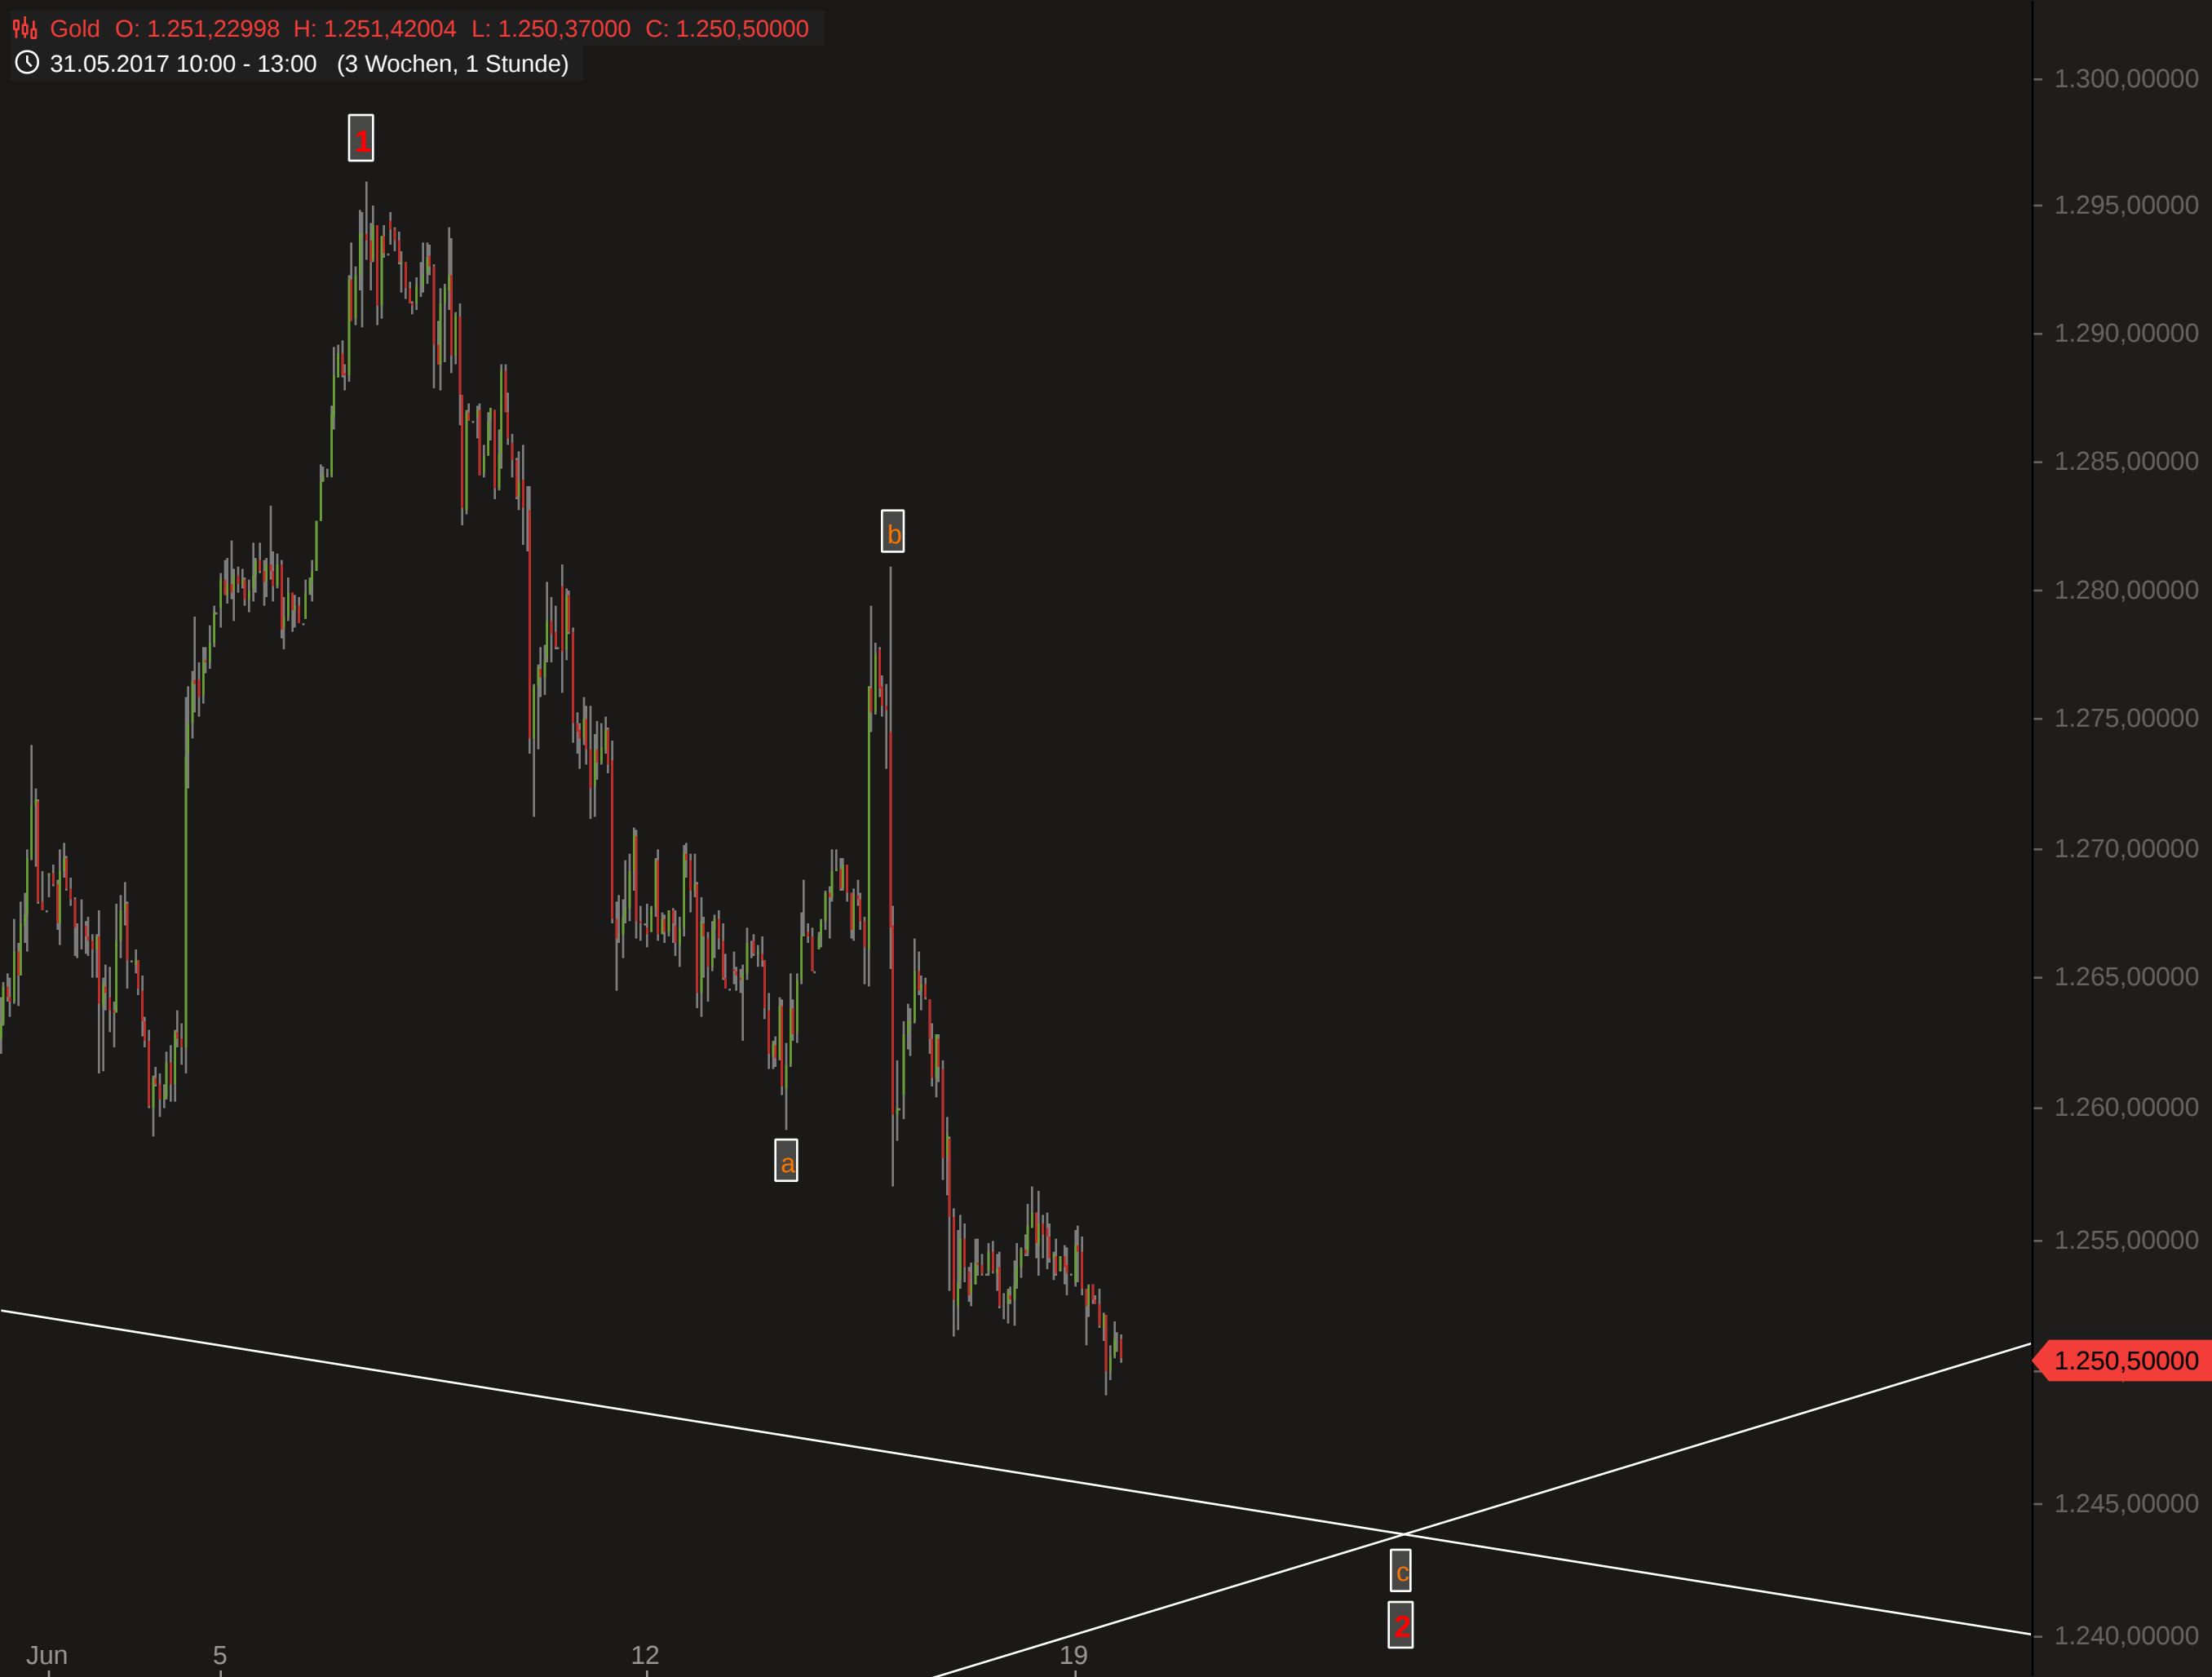 Gold O: 1.251,22998 H: 1.251,42004 L: 1.250,37000 C: 1.250,50000
31.05.2017 10:00 - 13:00 (3 Wochen, 1 Stunde)
1.300,00000
1
1.295,00000
1.290,00000
1.285,00000
b
1.280,00000
1.275,00000
1.270,00000
1.265,00000
1.260,00000
a
1.255,00000
1.250,50000
1.245,00000
c
2
1.240,00000
Jun 5 12 19